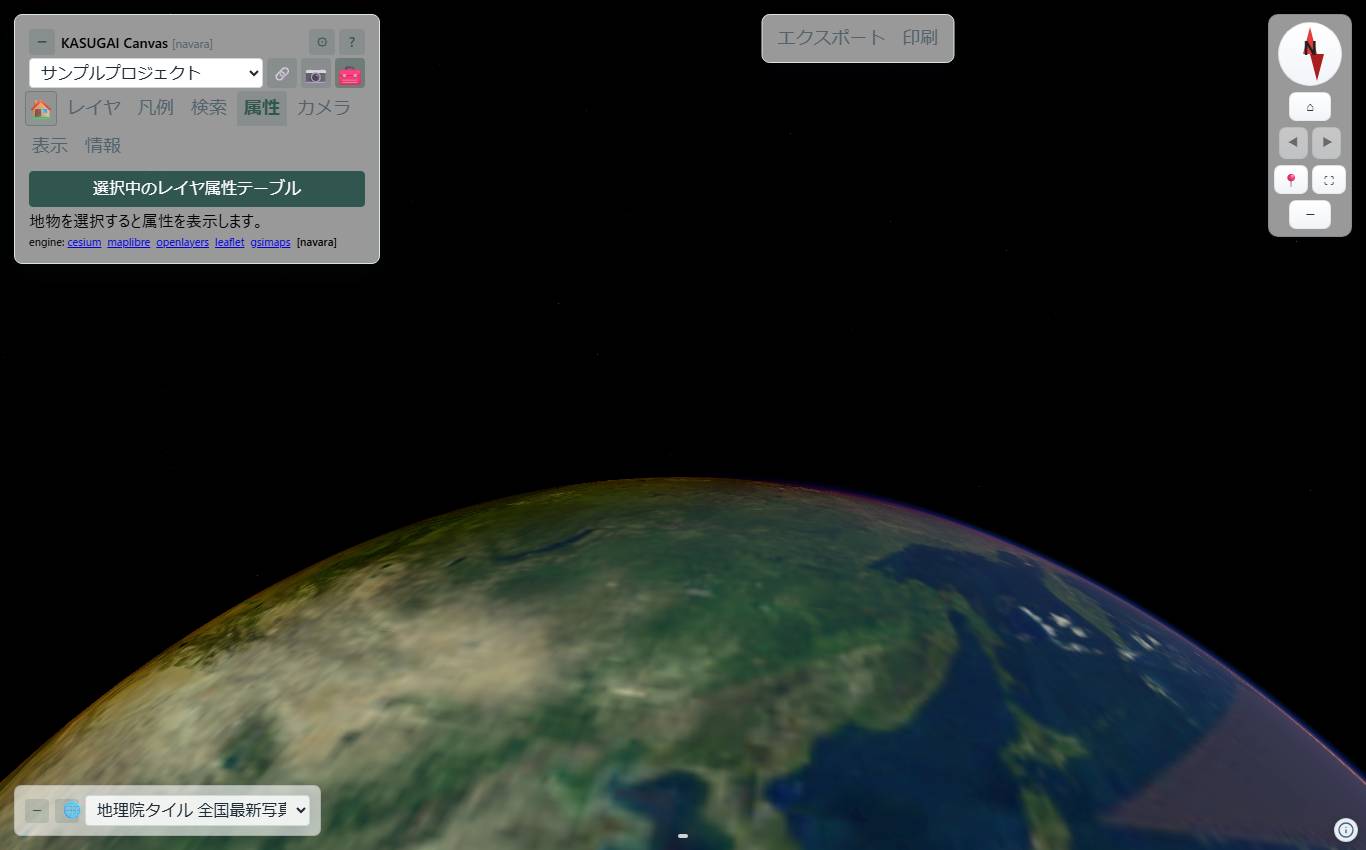 − KASUGAI Canvas [navara] ?
サンプルプロジェクト
レイヤ 凡例 検索 属性 カメラ
表示 情報
選択中のレイヤ属性テーブル
地物を選択すると属性を表示します。
engine: cesium maplibre openlayers leaflet gsimaps [navara]
エクスポート 印刷
N
−
− 地理院タイル 全国最新写真